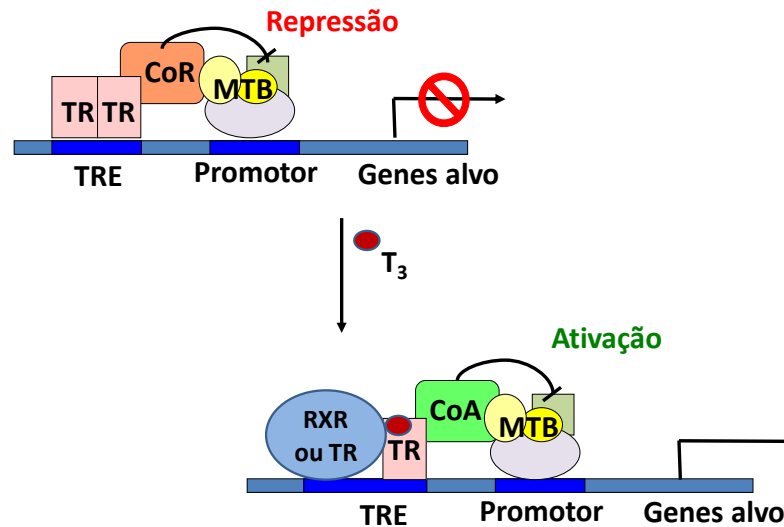 Repressão
CoR
MTB
TR TR
TRE
Promotor
Genes alvo
T₃
Ativação
CoA
MTB
RXR
ou TR
TR
TRE
Promotor
Genes alvo